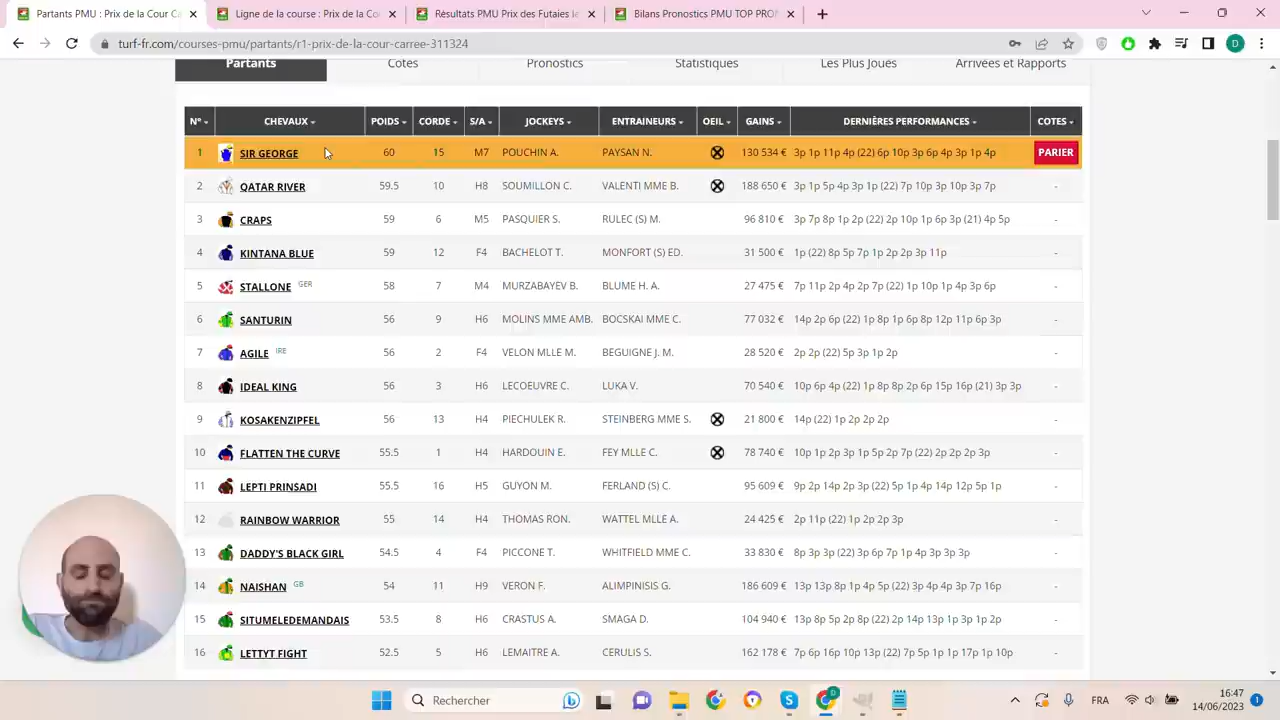 Partants PMU : Prix de la Cour Ca
Ligne de course : Prix de la Co
Résultats PMU Prix des Futaies le
Bilans Pronostics PMU TOP PRO
turf-fr.com/courses-pmu/partants/r1-prix-de-la-cour-carree-311324
Partants Cotes Pronostics Statistiques Les Plus Joués Arrivées et Rapports
N° CHEVAUX POIDS CORDE S/A JOCKEYS ENTRAINEURS OEIL GAINS DERNIÈRES PERFORMANCES COTES
1 SIR GEORGE 60 15 M7 POUCHIN A. PAYSAN N. 130 534 € 3p 1p 11p 4p (22) 6p 10p 3p 6p 4p 3p 1p 4p PARIER
2 QATAR RIVER 59.5 10 H8 SOUMILLON C. VALENTI MME B. 188 650 € 3p 1p 5p 4p 3p 1p (22) 7p 10p 3p 10p 3p 7p -
3 CRAPS 59 6 M5 PASQUIER S. RULEC (S) M. 96 810 € 3p 7p 8p 1p 2p (22) 2p 10p 1p 6p 3p (21) 4p 5p -
4 KINTANA BLUE 59 12 F4 BACHELOT T. MONFORT (S) ED. 31 500 € 1p (22) 8p 5p 7p 1p 2p 2p 3p 11p -
5 STALLONE GER 58 7 M4 MURZABAYEV B. BLUME H. A. 27 475 € 7p 11p 2p 4p 2p 7p (22) 1p 10p 1p 4p 3p 6p -
6 SANTURIN 56 9 H6 MOLINS MME AMB. BOCSKAI MME C. 77 032 € 14p 2p 6p (22) 1p 8p 1p 6p 8p 12p 11p 6p 3p -
7 AGILE IRE 56 2 F4 VELON MLLE M. BEGUIGNE J. M. 28 520 € 2p 2p (22) 5p 3p 1p 2p -
8 IDEAL KING 56 3 H6 LECOEUVRE C. LUKA V. 70 540 € 10p 6p 4p (22) 1p 8p 8p 2p 6p 15p 16p (21) 3p 3p -
9 KOSAKENZIPFEL 56 13 H4 PIECHULEK R. STEINBERG MME S. 21 800 € 14p (22) 1p 2p 2p 2p -
10 FLATTEN THE CURVE 55.5 1 H4 HARDOUIN E. FEY MLLE C. 78 740 € 10p 1p 2p 3p 1p 5p 2p 7p (22) 2p 2p 2p 3p -
11 LEPTI PRINSADI 55.5 16 H5 GUYON M. FERLAND (S) C. 95 609 € 9p 2p 14p 2p 3p (22) 5p 1p 4p 14p 12p 5p 1p -
12 RAINBOW WARRIOR 55 14 H4 THOMAS RON. WATTEL MLLE A. 24 425 € 2p 11p (22) 1p 2p 2p 3p -
13 DADDY'S BLACK GIRL 54.5 4 F4 PICCONE T. WHITFIELD MME C. 33 830 € 8p 3p 3p (22) 3p 6p 7p 1p 4p 3p 3p 3p -
14 NAISHAN GB 54 11 H9 VERON F. ALIMPINISIS G. 186 609 € 13p 13p 8p 1p 4p 5p (22) 3p 4p 4p 3p 7p 16p -
15 SITUMELEDEMANDAIS 53.5 8 H6 CRASTUS A. SMAGA D. 104 940 € 13p 8p 5p 2p 8p (22) 2p 14p 13p 1p 3p 1p 2p -
16 LETTYT FIGHT 52.5 5 H6 LEMAITRE A. CERULIS S. 162 178 € 7p 6p 16p 10p 13p (22) 7p 5p 1p 1p 17p 1p 10p -
Rechercher
FRA
16:47
14/06/2023